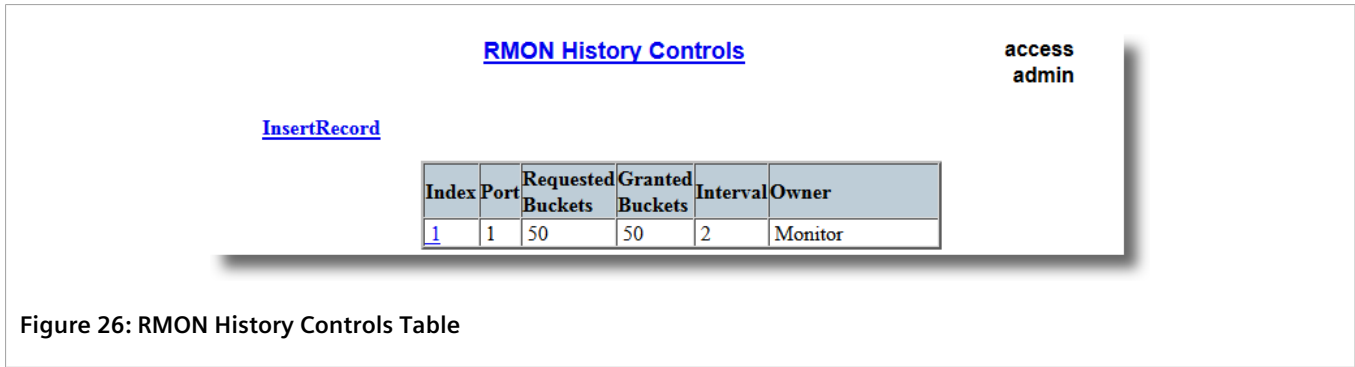 RMON History Controls
access
admin
InsertRecord
Index Port Requested Buckets Granted Buckets Interval Owner
1 1 50 50 2 Monitor
Figure 26: RMON History Controls Table